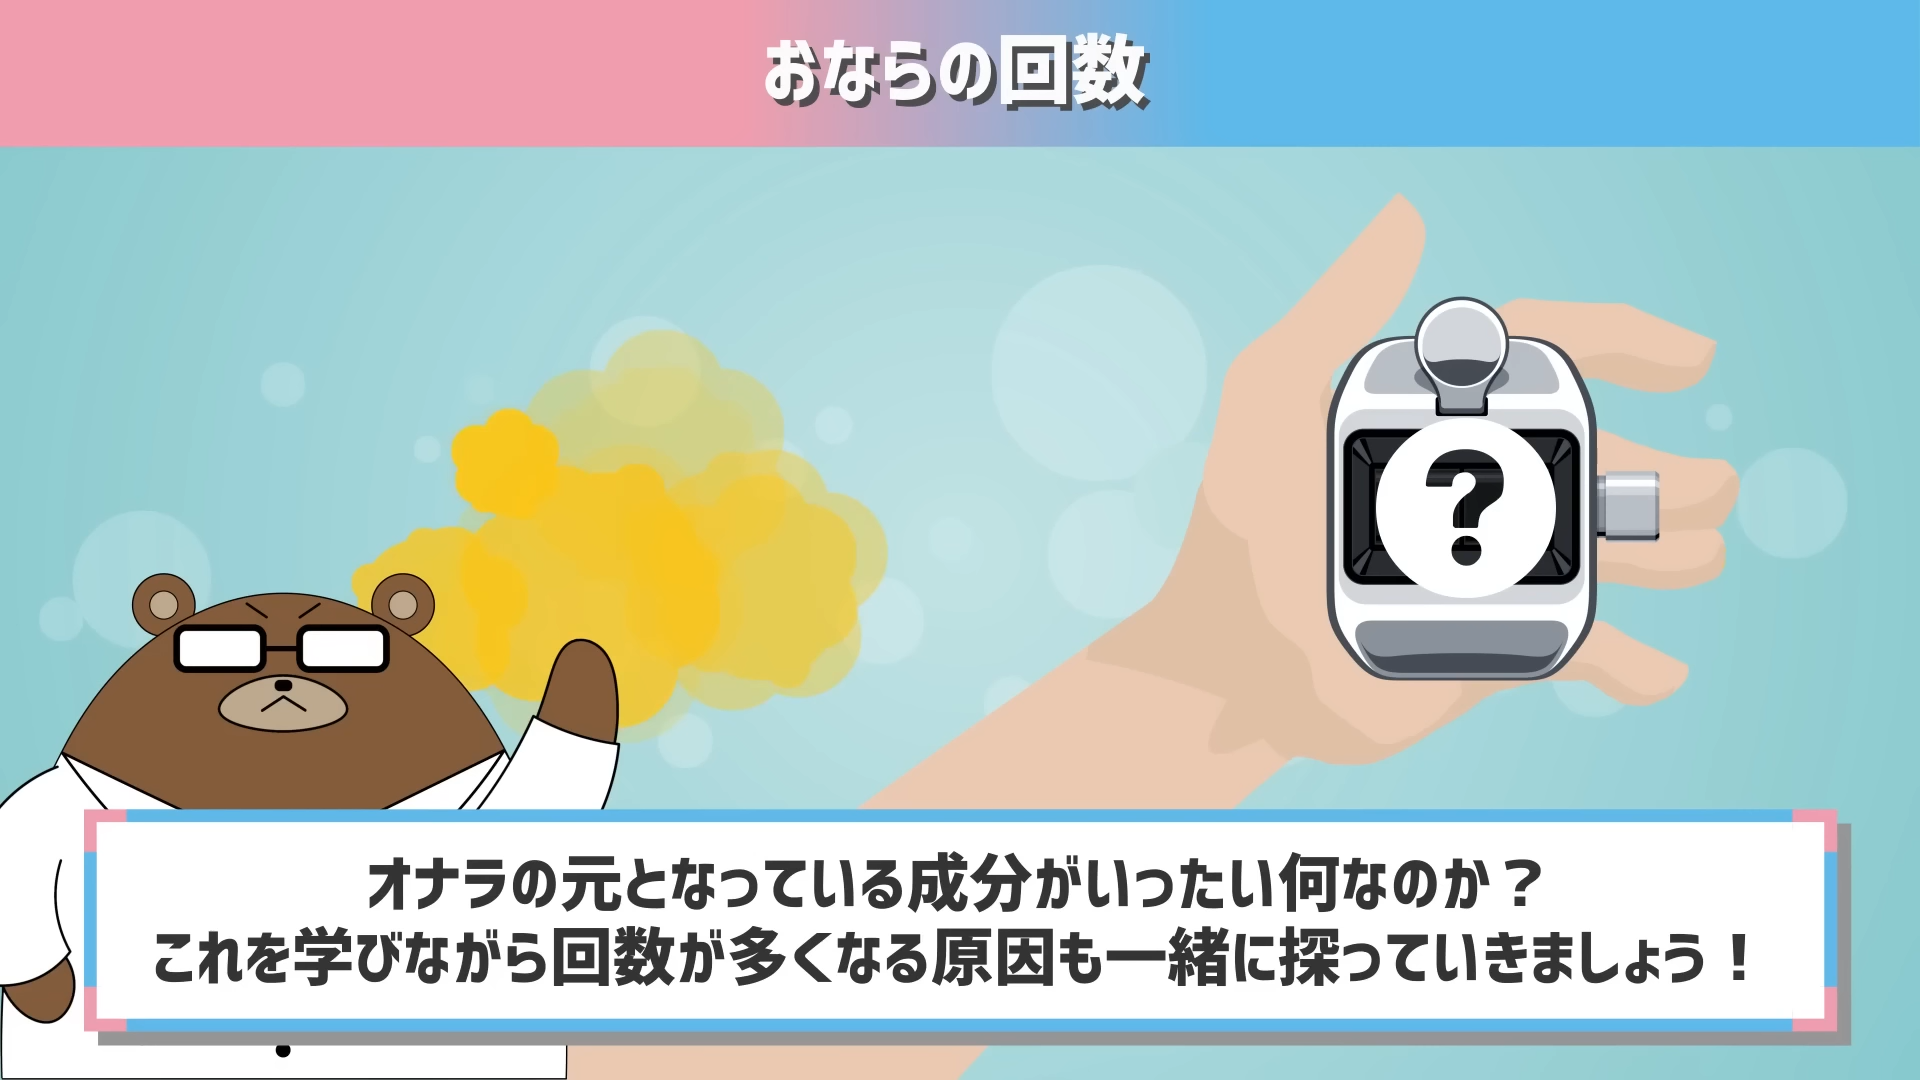 おならの回数
?
オナラの元となっている成分がいったい何なのか？
これを学びながら回数が多くなる原因も一緒に探っていきましょう！